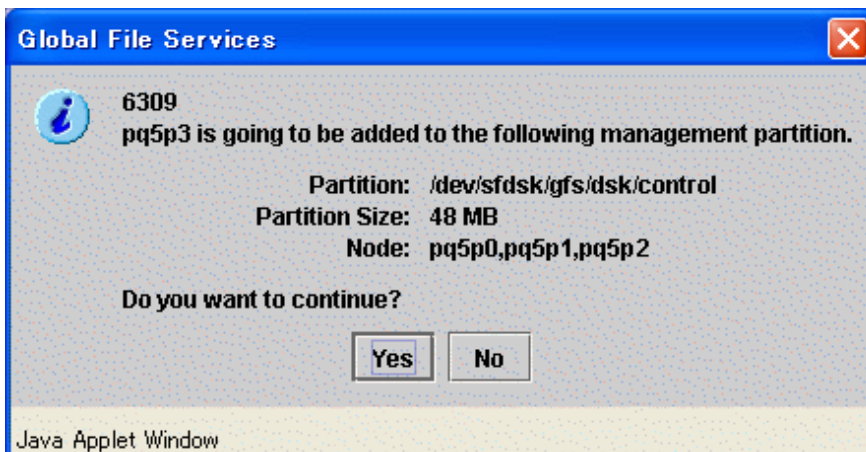 Global File Services
6309
pq5p3 is going to be added to the following management partition.
Partition: /dev/sfdsk/gfs/dsk/control
Partition Size: 48 MB
Node: pq5p0,pq5p1,pq5p2
Do you want to continue?
Yes No
Java Applet Window